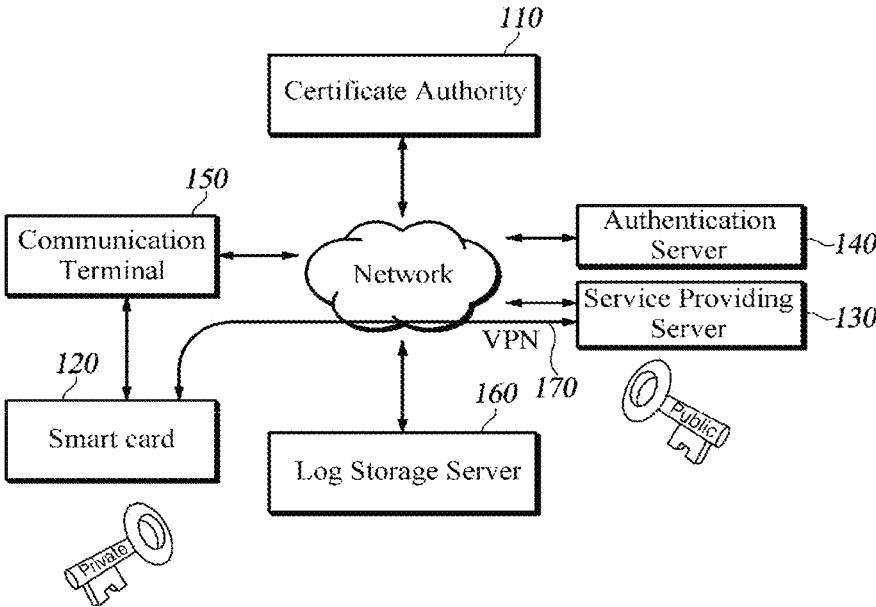 110
Certificate Authority
150
Communication
Terminal
Network
Authentication
Server
140
Service Providing
Server
130
VPN
170
120
Smart card
160
Log Storage Server
Public
Private